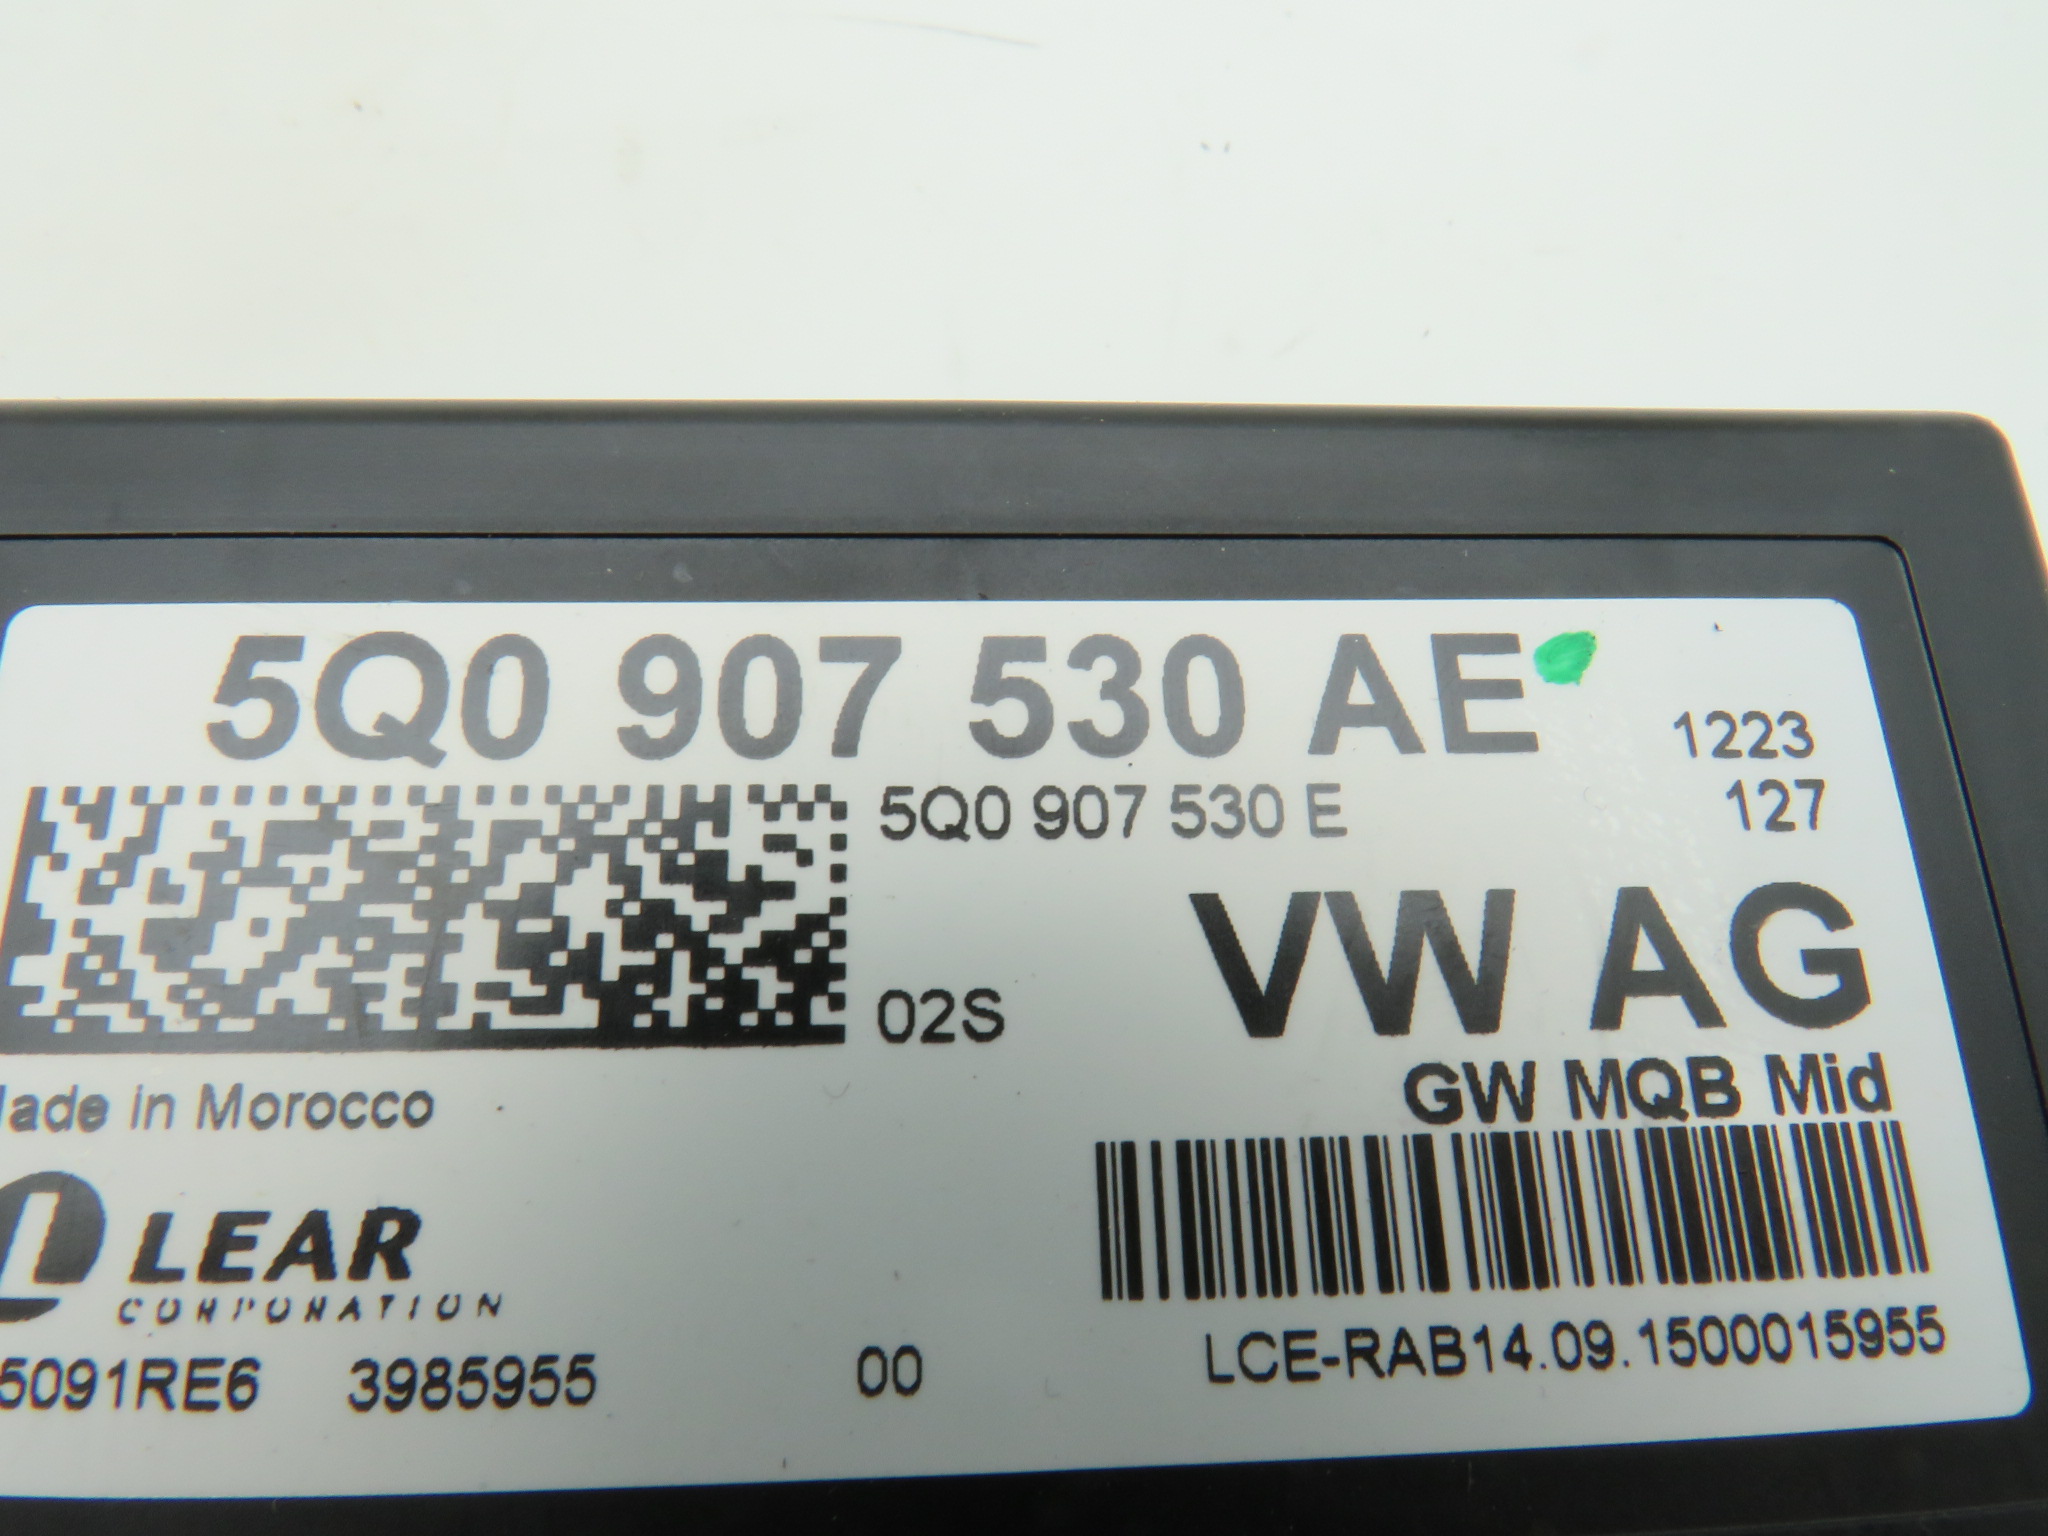 5Q0 907 530 AE
1223
5Q0 907 530 E
127
VW AG
02S
GW MQB Mid
Made in Morocco
LEAR
CORPORATION
LCE-RAB14.09.1500015955
5091RE6 3985955 00